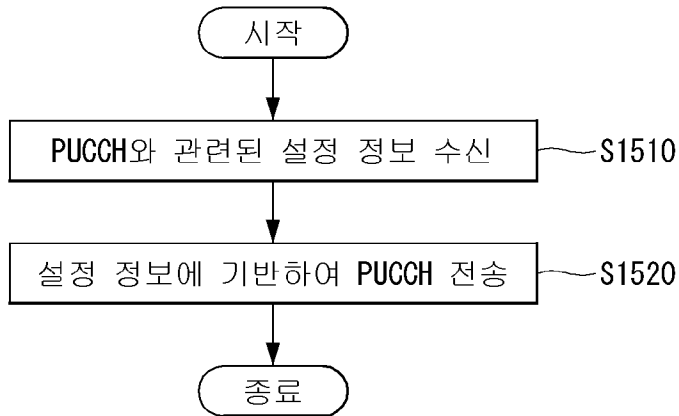 시작
PUCCH와 관련된 설정 정보 수신
S1510
설정 정보에 기반하여 PUCCH 전송
S1520
종료